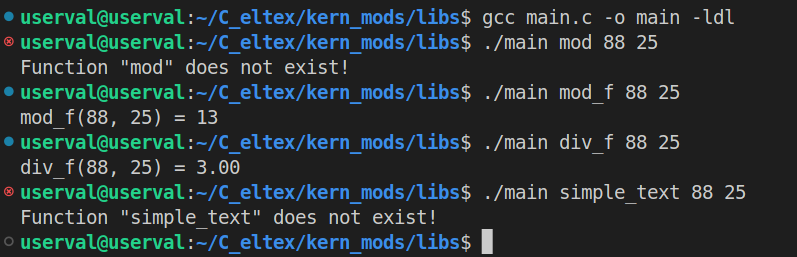 userval@userval:~/C_eltex/kern_mods/libs$ gcc main.c -o main -ldl
userval@userval:~/C_eltex/kern_mods/libs$ ./main mod 88 25
Function "mod" does not exist!
userval@userval:~/C_eltex/kern_mods/libs$ ./main mod_f 88 25
mod_f(88, 25) = 13
userval@userval:~/C_eltex/kern_mods/libs$ ./main div_f 88 25
div_f(88, 25) = 3.00
userval@userval:~/C_eltex/kern_mods/libs$ ./main simple_text 88 25
Function "simple_text" does not exist!
userval@userval:~/C_eltex/kern_mods/libs$